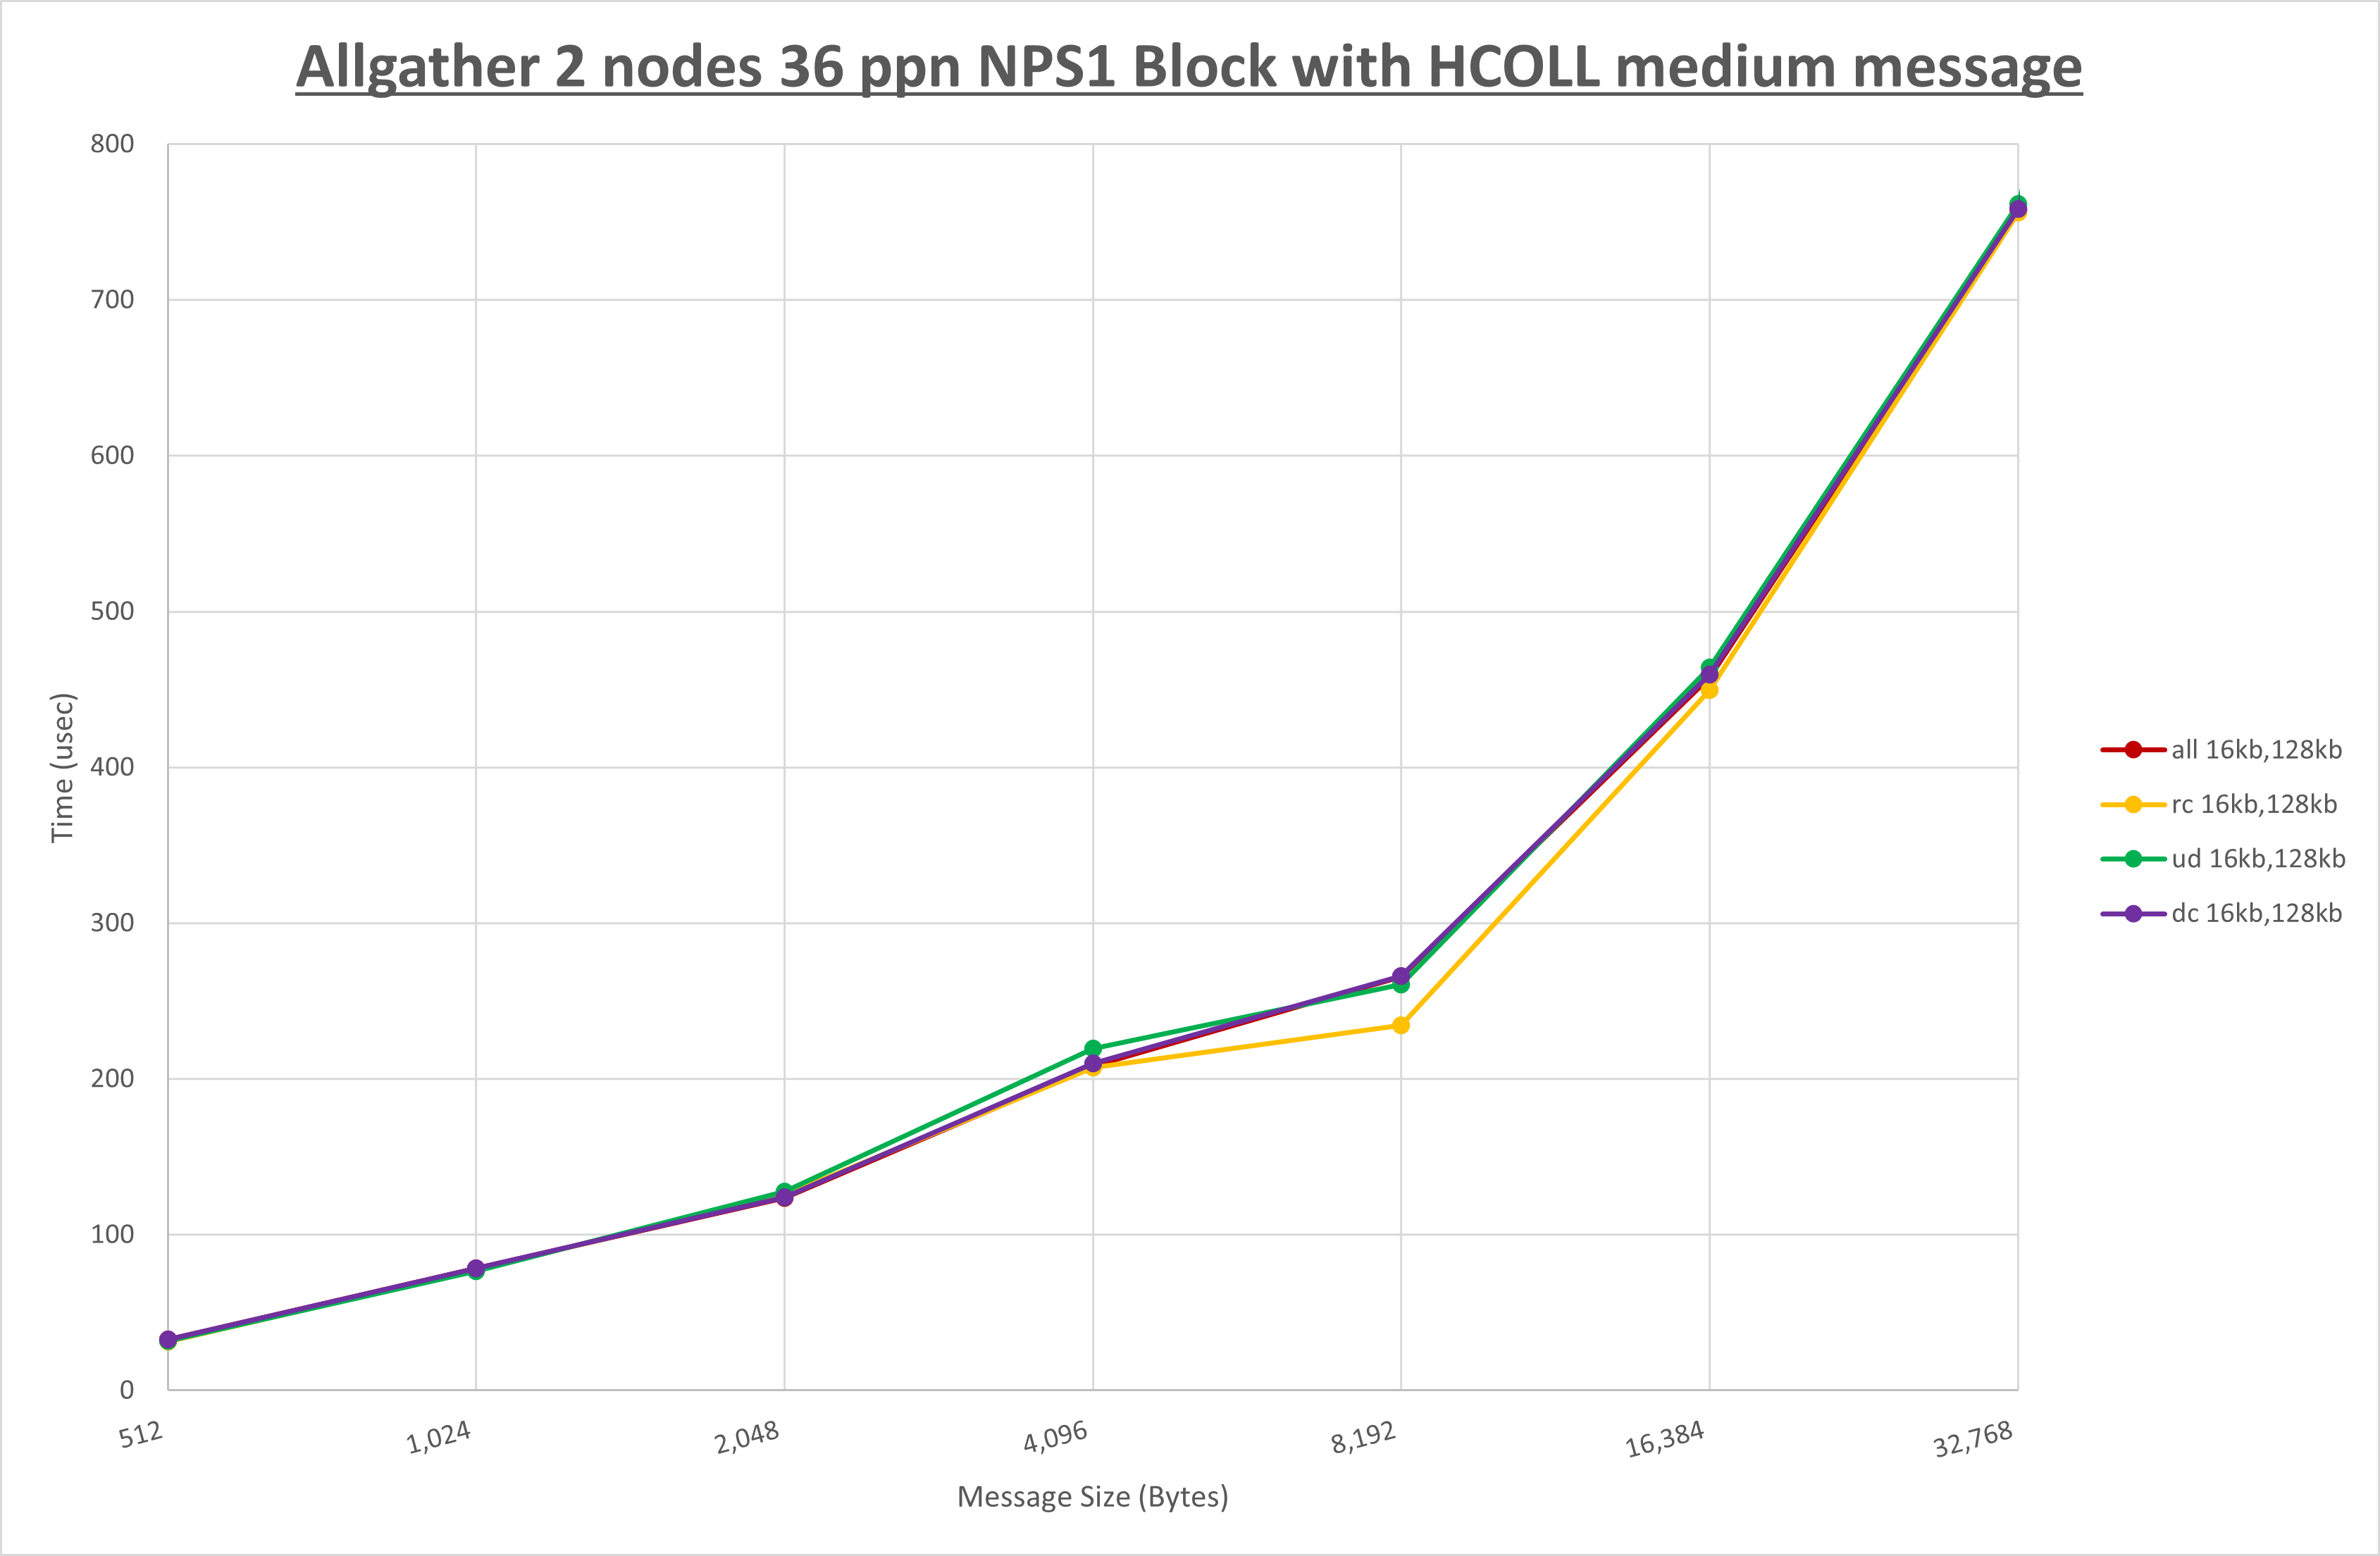 Allgather 2 nodes 36 ppn NPS1 Block with HCOLL medium message
800
700
600
500
400
300
200
100
0
Time (usec)
512
1,024
2,048
4,096
8,192
16,384
32,768
Message Size (Bytes)
all 16kb,128kb
rc 16kb,128kb
ud 16kb,128kb
dc 16kb,128kb